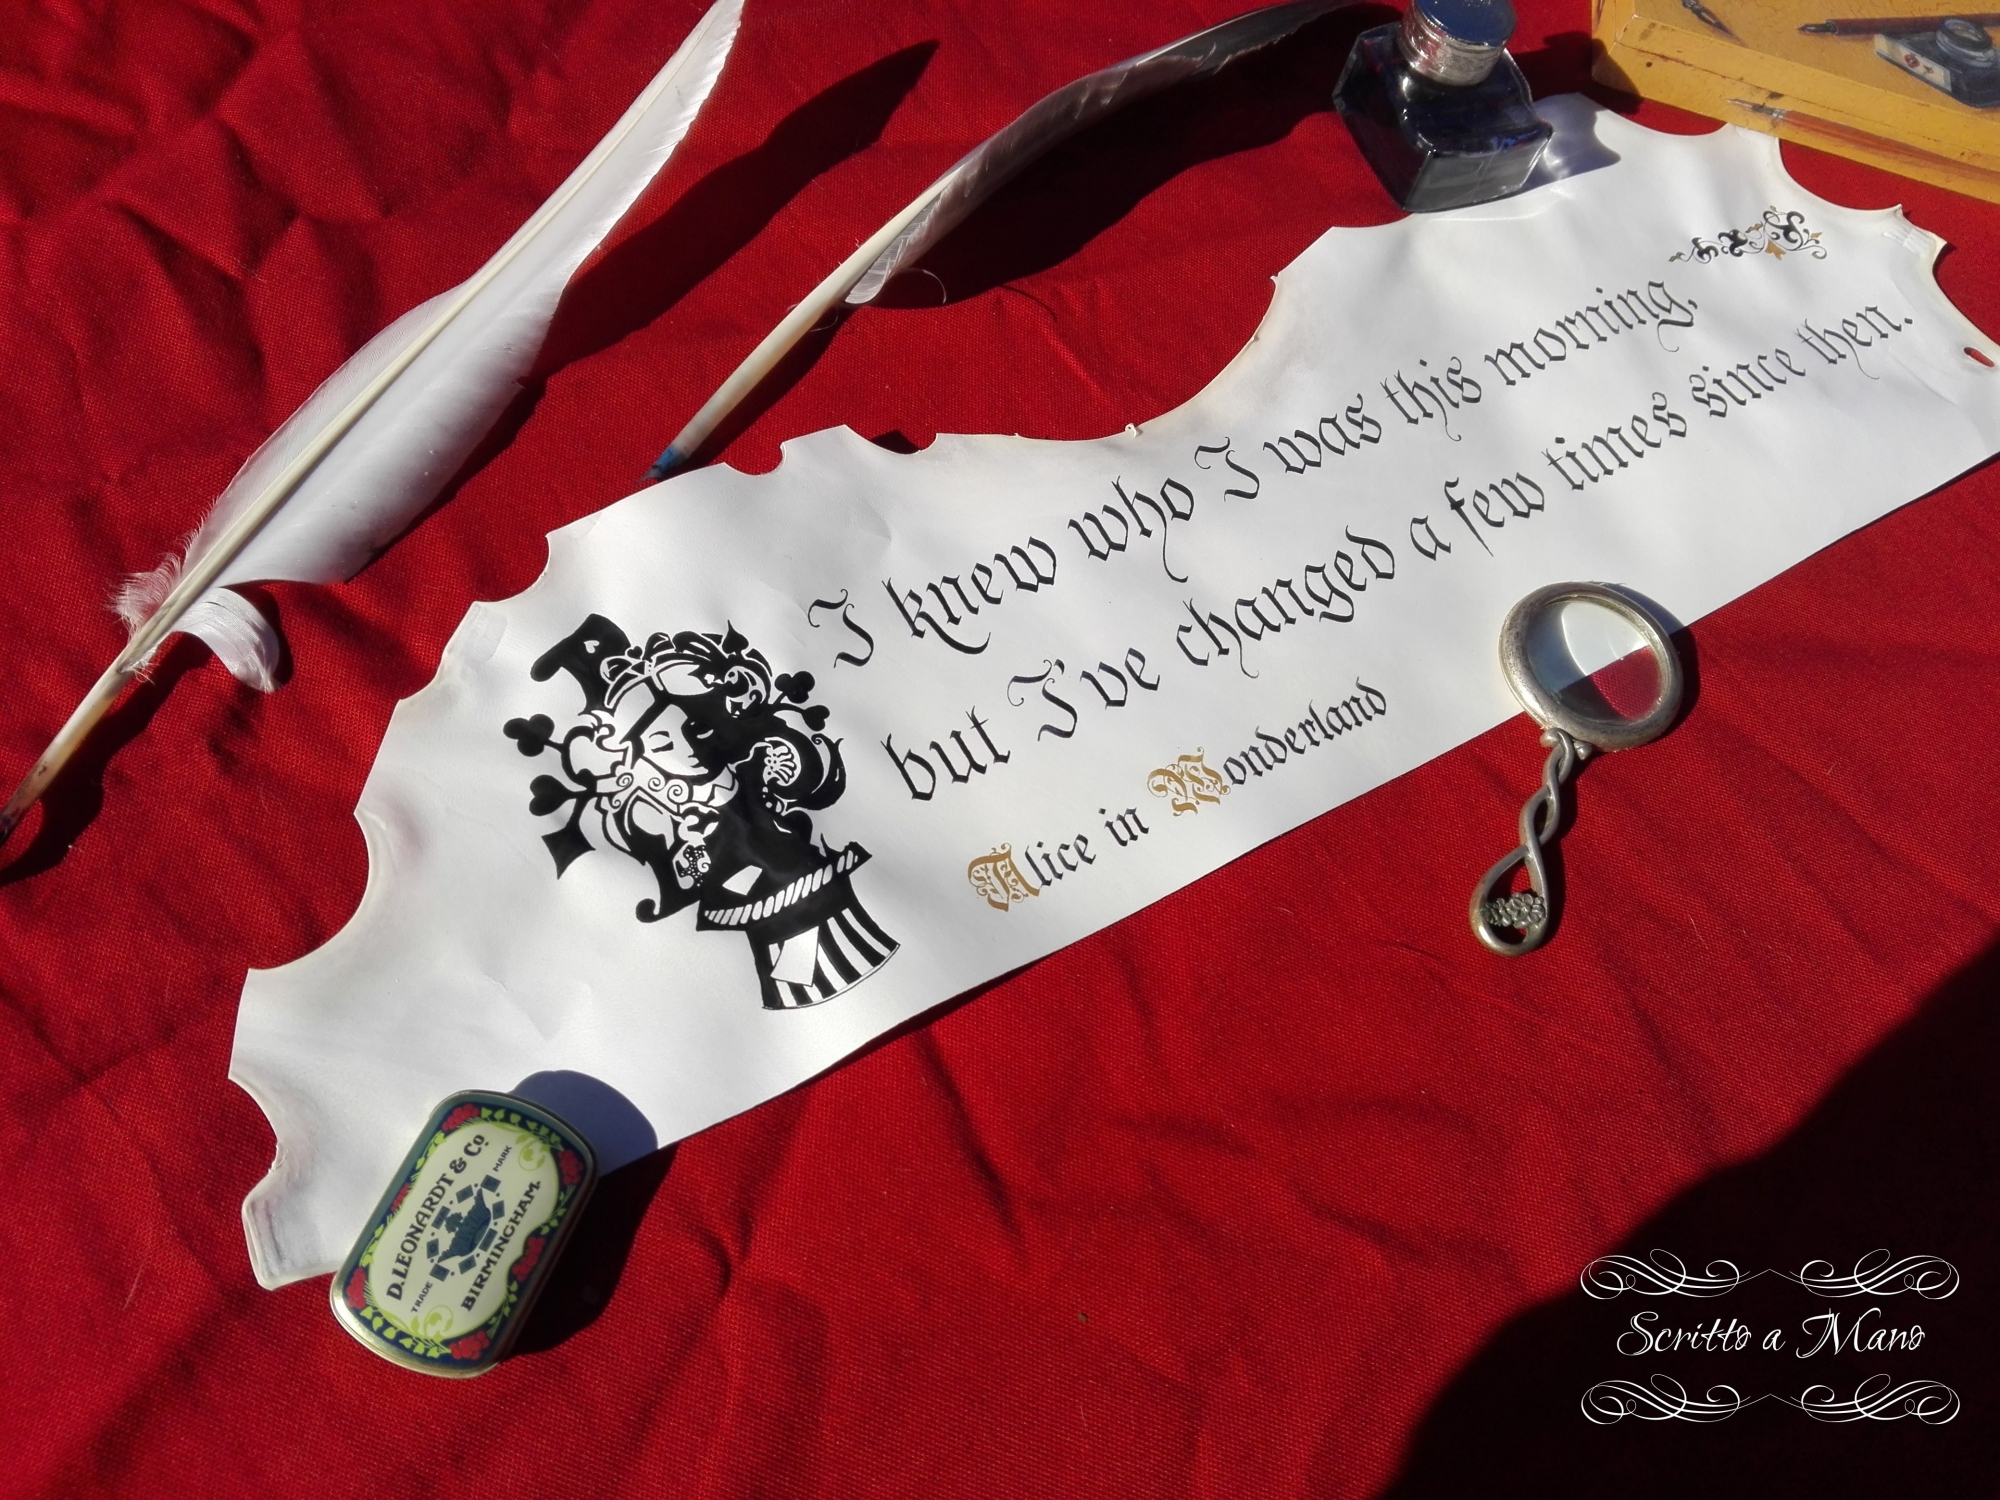 I knew who I was this morning,
but I've changed a few times since then.
Alice in Wonderland
D. LEONARDT & Co
TRADE MARK
BIRMINGHAM.
Scritto a Mano